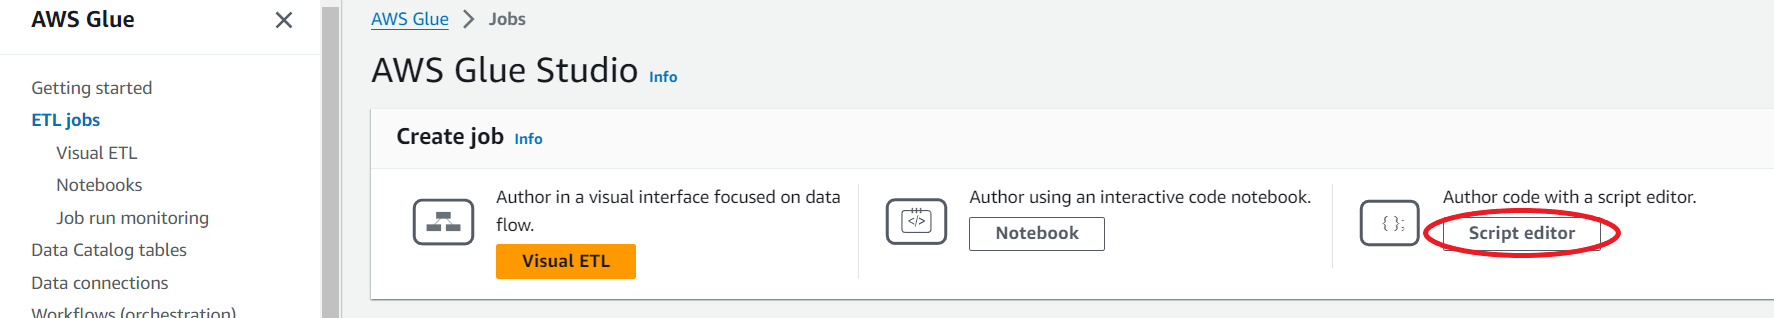 AWS Glue
Getting started
ETL jobs
Visual ETL
Notebooks
Job run monitoring
Data Catalog tables
Data connections
Workflows (orchestration)
AWS Glue > Jobs
AWS Glue Studio Info
Create job Info
Author in a visual interface focused on data
flow.
Visual ETL
Author using an interactive code notebook.
</>
Notebook
Author code with a script editor.
{ };
Script editor